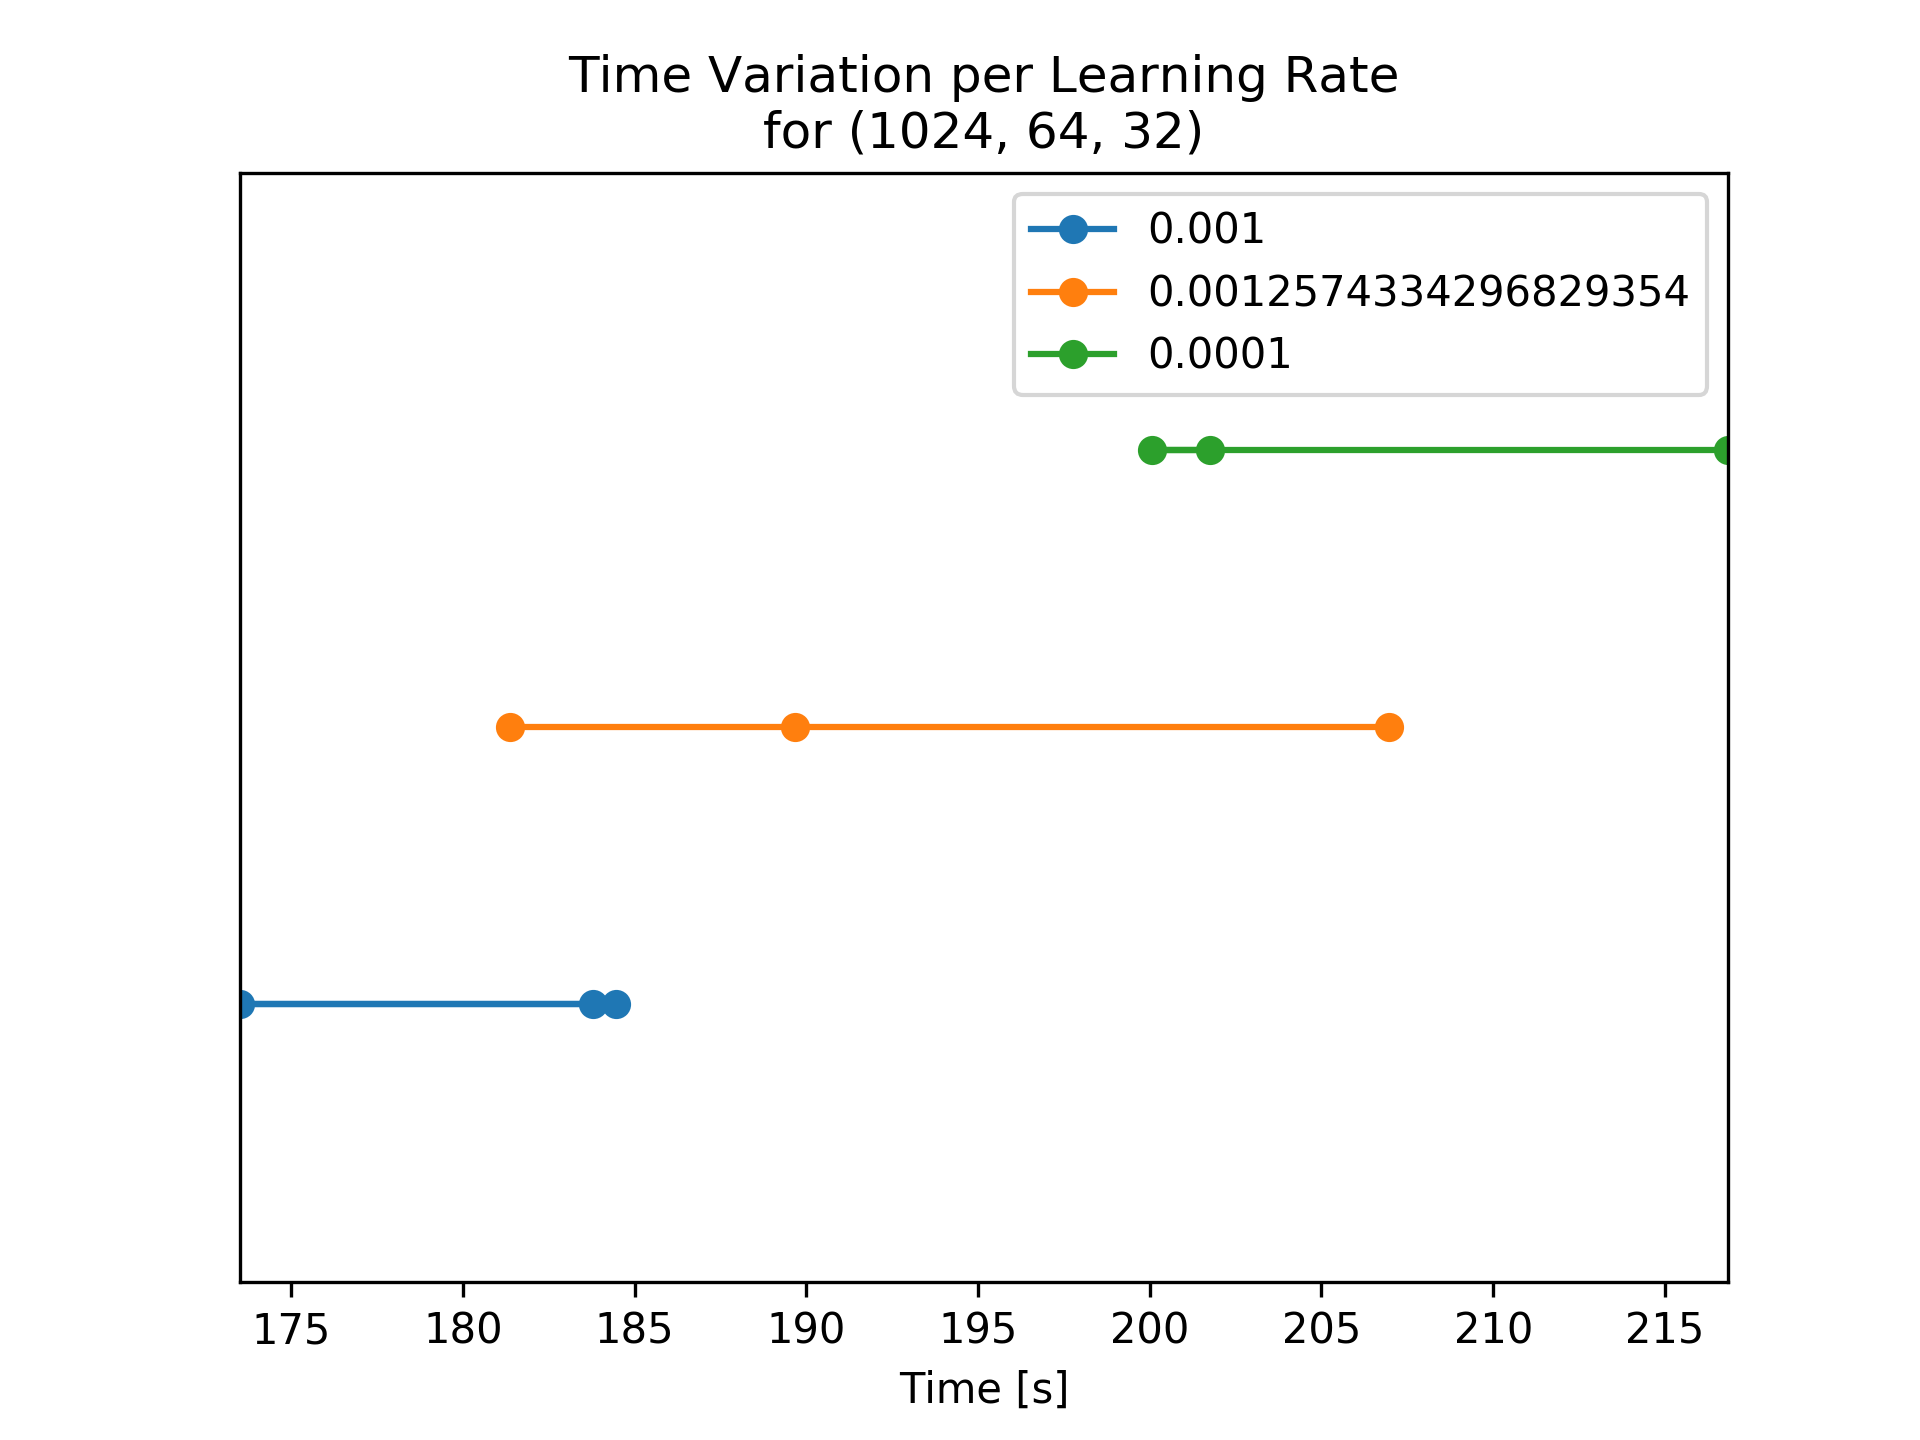 Time Variation per Learning Rate
for (1024, 64, 32)
0.001
0.0012574334296829354
0.0001
175 180 185 190 195 200 205 210 215
Time [s]